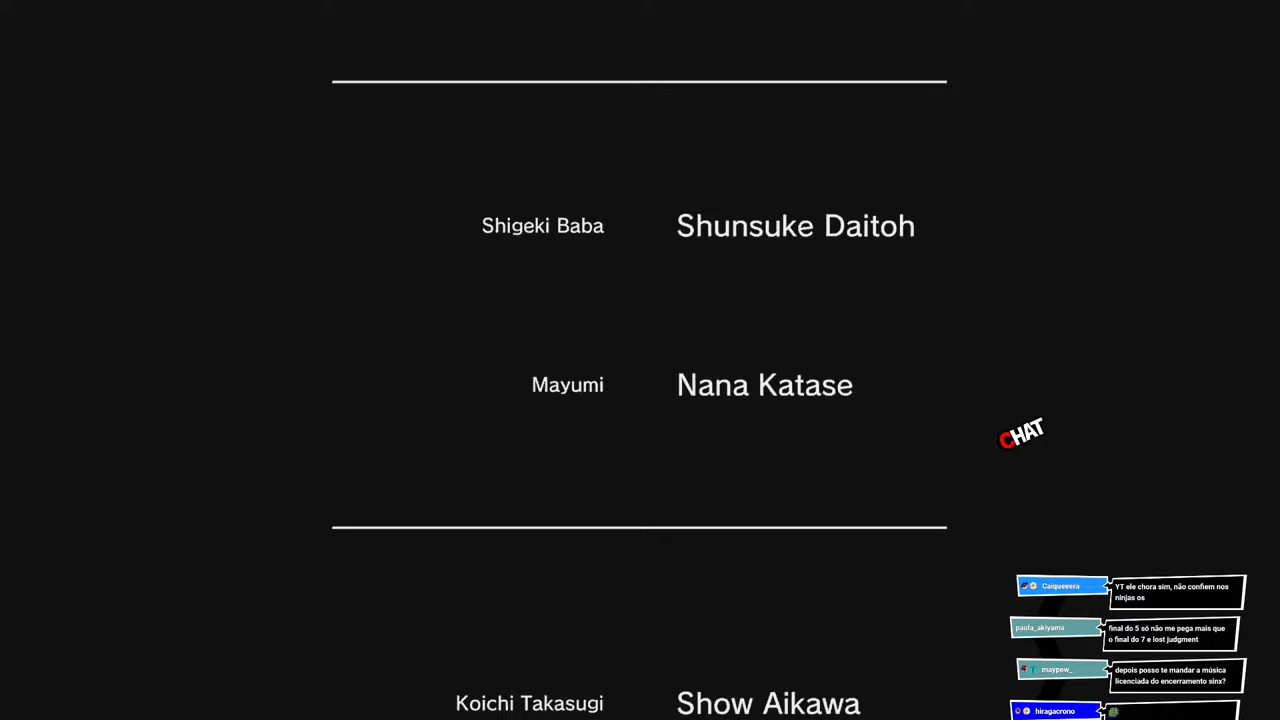 Shigeki Baba Shunsuke Daitoh
Mayumi Nana Katase
CHAT
Caiqueeera YT ele chora sim, não confiem nos
ninjas os
paula_akiyama final do 5 só não me pega mais que
o final do 7 e lost judgment
maypew_ depois posso te mandar a música
licenciada do encerramento sinx?
Koichi Takasugi Show Aikawa
hiragacrono